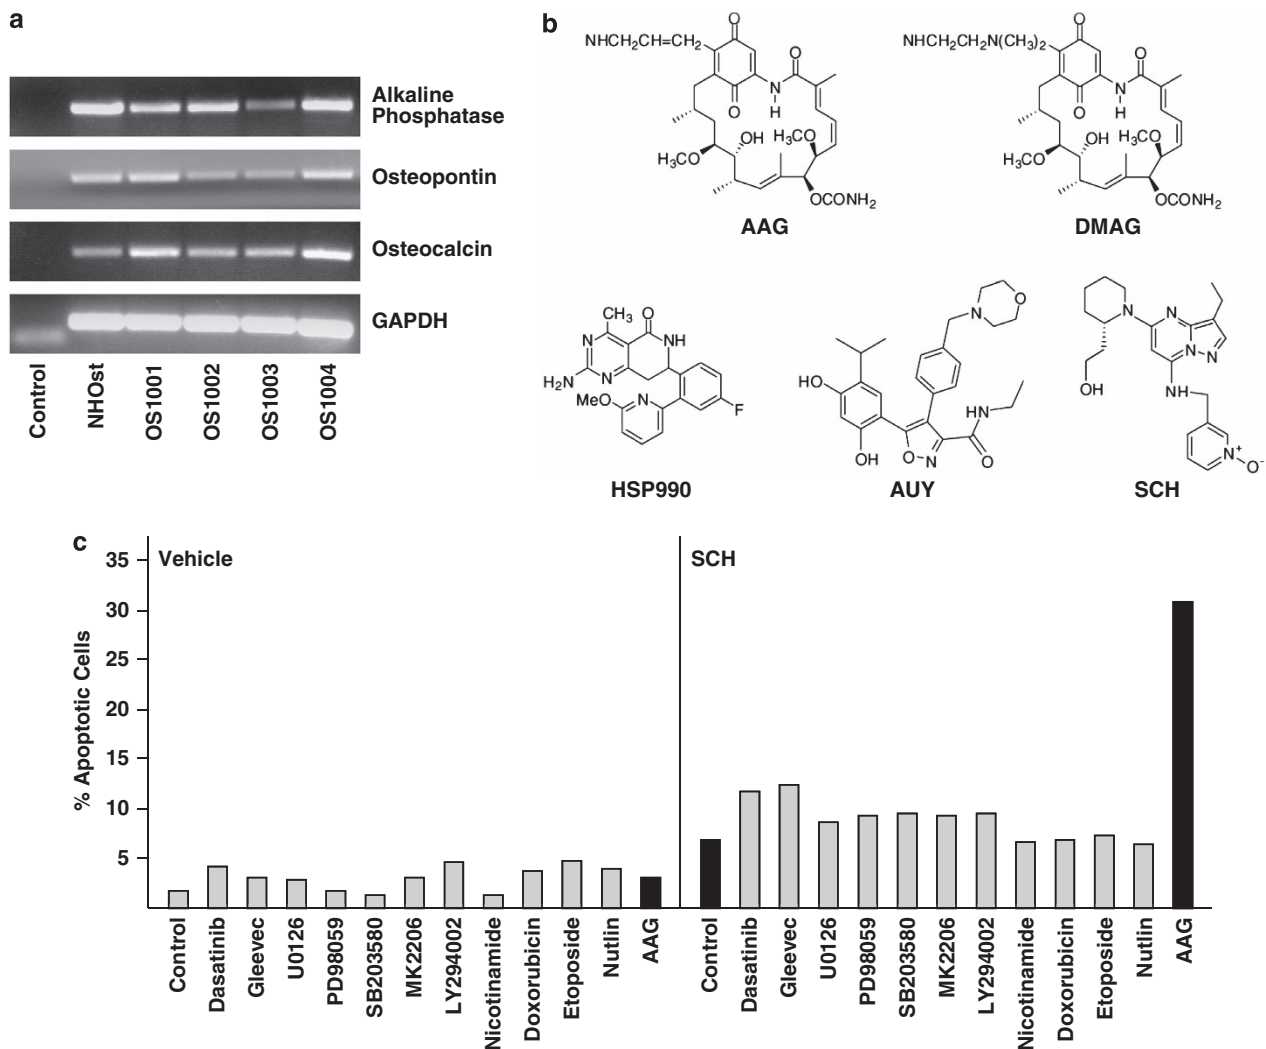 a
Alkaline
Phosphatase
Osteopontin
Osteocalcin
GAPDH
Control
NHOst
OS1001
OS1002
OS1003
OS1004
b
NHCH₂CH=CH₂
O
O
O
N
H
OH
H₃CO
H₃CO
OCONH₂
AAG
NHCH₂CH₂N(CH₃)₂
O
O
O
N
H
OH
H₃CO
H₃CO
OCONH₂
DMAG
CH₃
O
N
NH
H₂N
N
MeO
N
F
HSP990
N
O
HO
OH
HN
O
O
N
AUY
N
N
N
N
OH
NH
N⁺
O⁻
SCH
c
Vehicle
SCH
% Apoptotic Cells
35
30
25
20
15
10
5
Control
Dasatinib
Gleevec
U0126
PD98059
SB203580
MK2206
LY294002
Nicotinamide
Doxorubicin
Etoposide
Nutlin
AAG
Control
Dasatinib
Gleevec
U0126
PD98059
SB203580
MK2206
LY294002
Nicotinamide
Doxorubicin
Etoposide
Nutlin
AAG